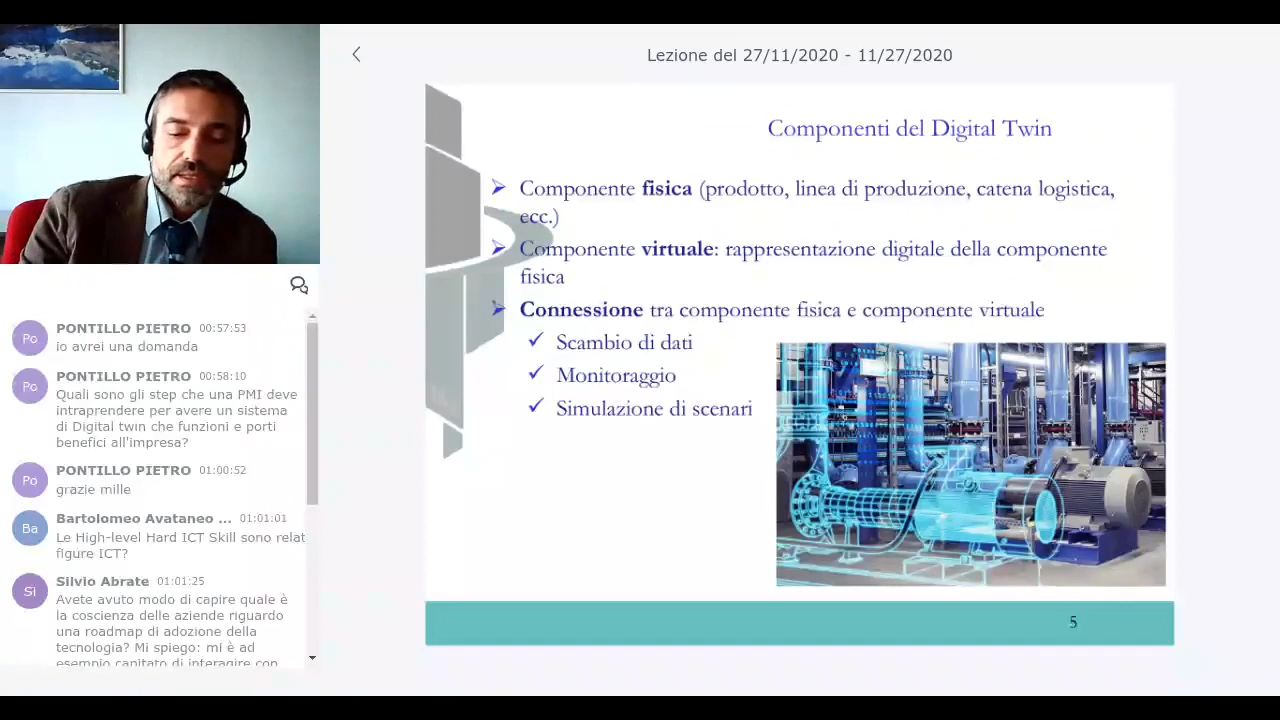 Lezione del 27/11/2020 - 11/27/2020
Componenti del Digital Twin
Componente fisica (prodotto, linea di produzione, catena logistica,
ecc.)
Componente virtuale: rappresentazione digitale della componente
fisica
Connessione tra componente fisica e componente virtuale
Scambio di dati
Monitoraggio
Simulazione di scenari
5
Po
PONTILLO PIETRO 00:57:53
io avrei una domanda
Po
PONTILLO PIETRO 00:58:10
Quali sono gli step che una PMI deve
intraprendere per avere un sistema
di Digital twin che funzioni e porti
benefici all'impresa?
Po
PONTILLO PIETRO 01:00:52
grazie mille
Ba
Bartolomeo Avataneo ... 01:01:01
Le High-level Hard ICT Skill sono relat
figure ICT?
Si
Silvio Abrate 01:01:25
Avete avuto modo di capire quale è
la coscienza delle aziende riguardo
una roadmap di adozione della
tecnologia? Mi spiego: mi è ad
esempio capitato di interagire con